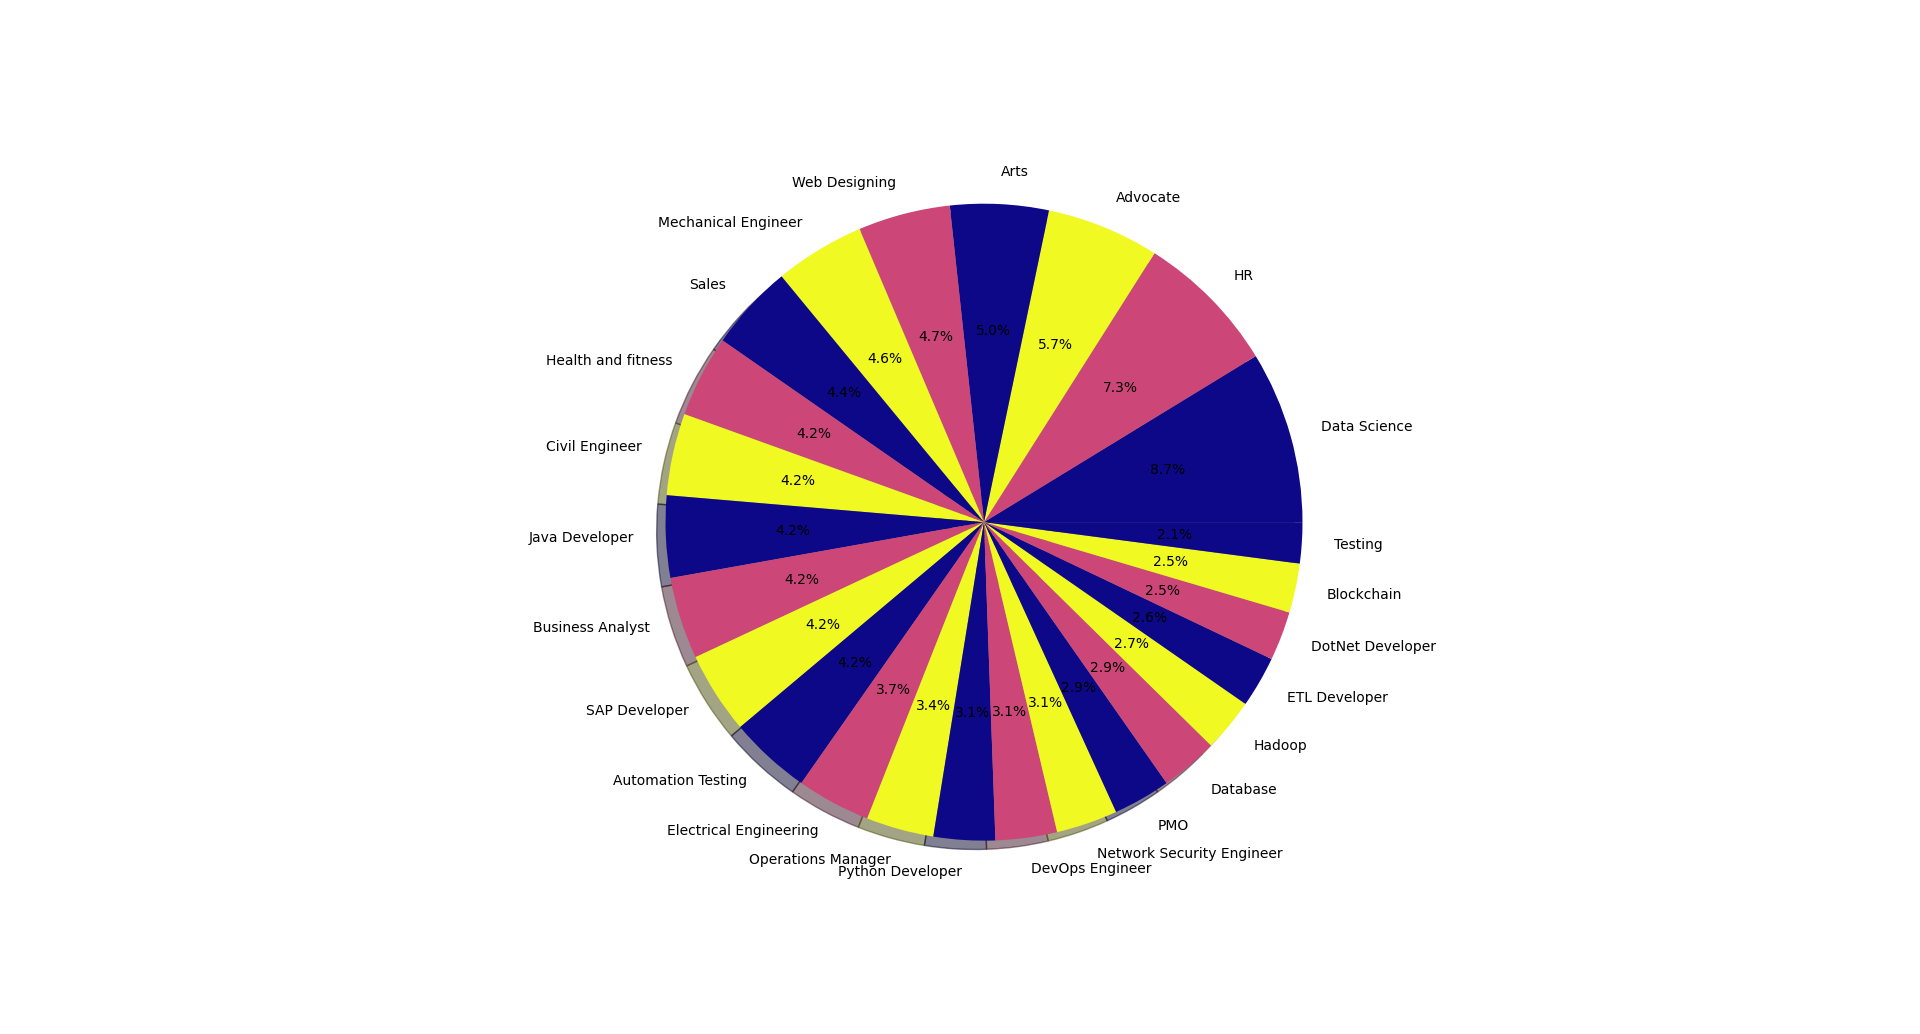 Arts
Web Designing
Advocate
Mechanical Engineer
HR
Sales
5.0%
4.7%
5.7%
4.6%
Health and fitness
7.3%
4.4%
Data Science
4.2%
Civil Engineer
8.7%
4.2%
4.2%
2.1%
Java Developer
Testing
2.5%
4.2%
2.5%
Blockchain
2.6%
4.2%
Business Analyst
2.7%
DotNet Developer
4.2%
2.9%
3.7%
2.9%
ETL Developer
3.1%
3.4%
SAP Developer
3.1%
3.1%
Hadoop
Automation Testing
Database
PMO
Electrical Engineering
Network Security Engineer
Operations Manager
DevOps Engineer
Python Developer